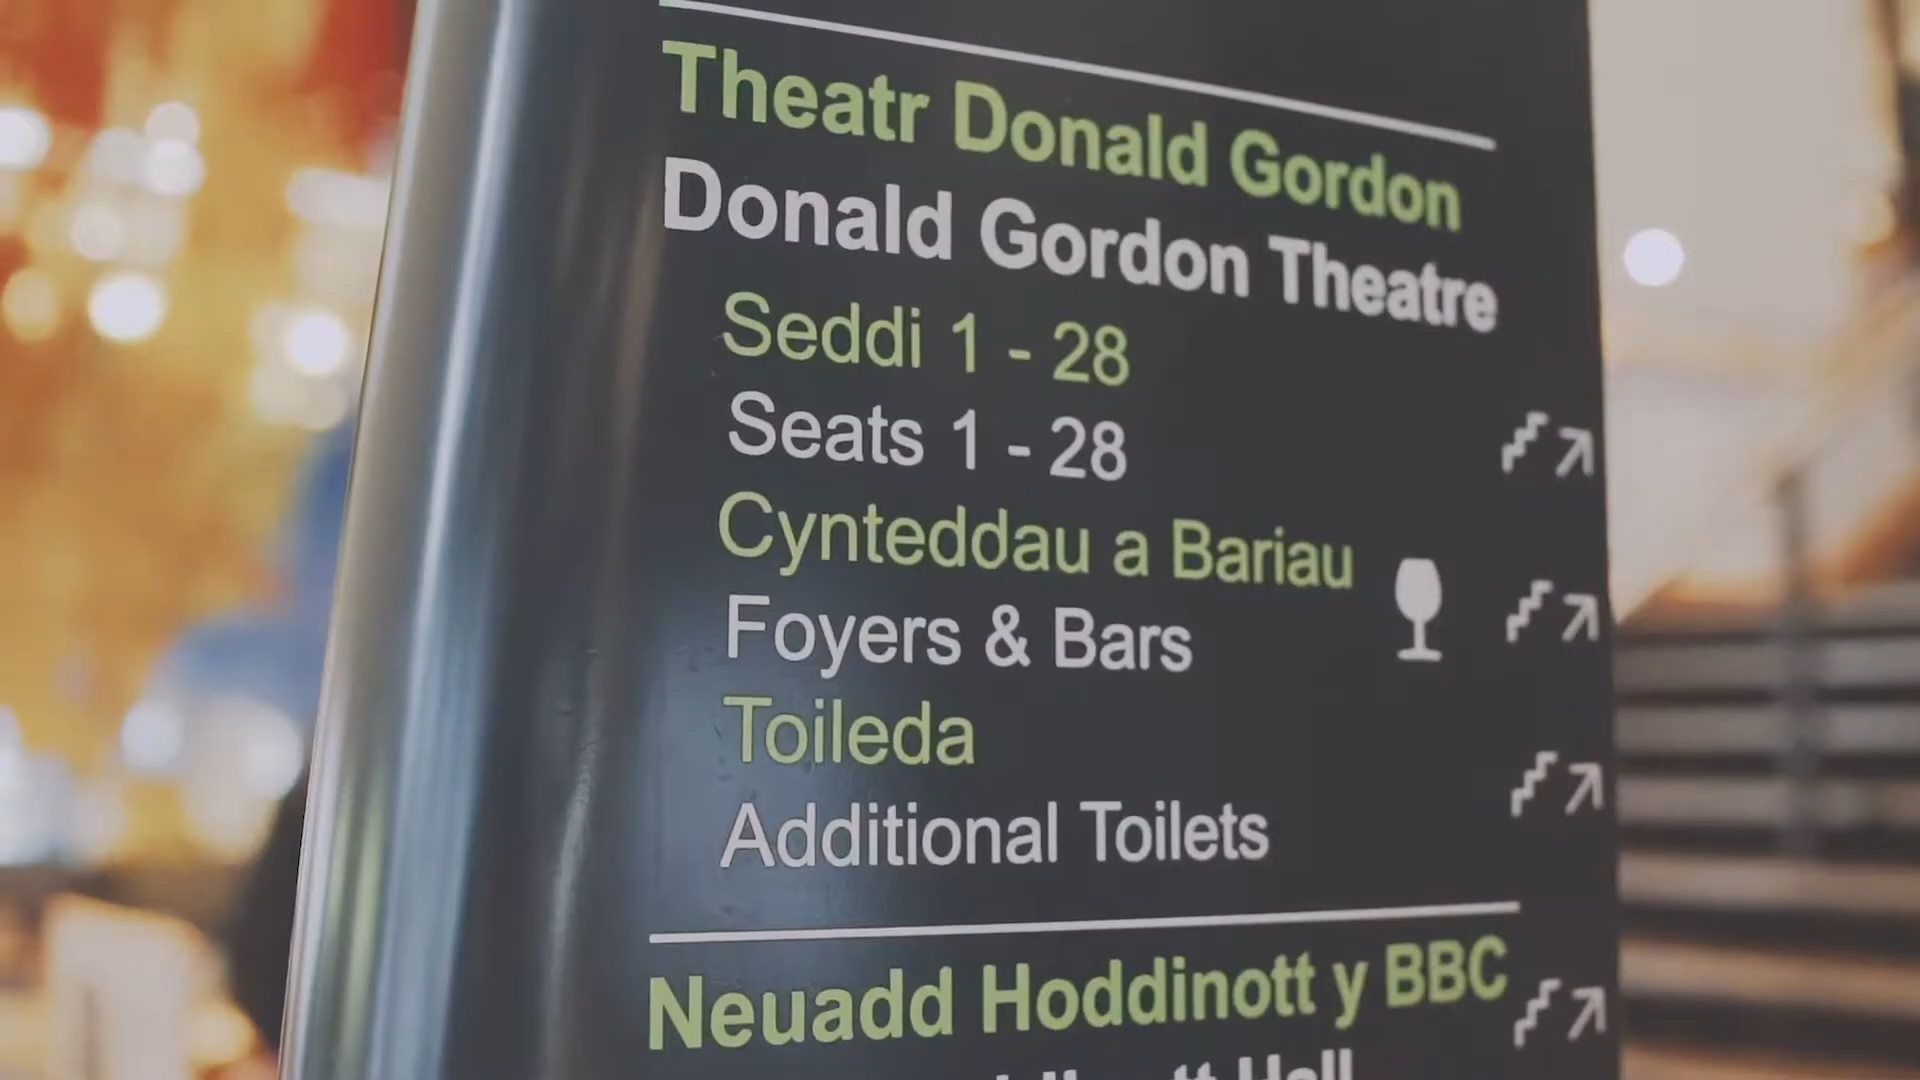 Theatr Donald Gordon
Donald Gordon Theatre
Seddi 1 - 28
Seats 1 - 28
Cynteddau a Bariau
Foyers & Bars
Toileda
Additional Toilets
Neuadd Hoddinott y BBC
Hall